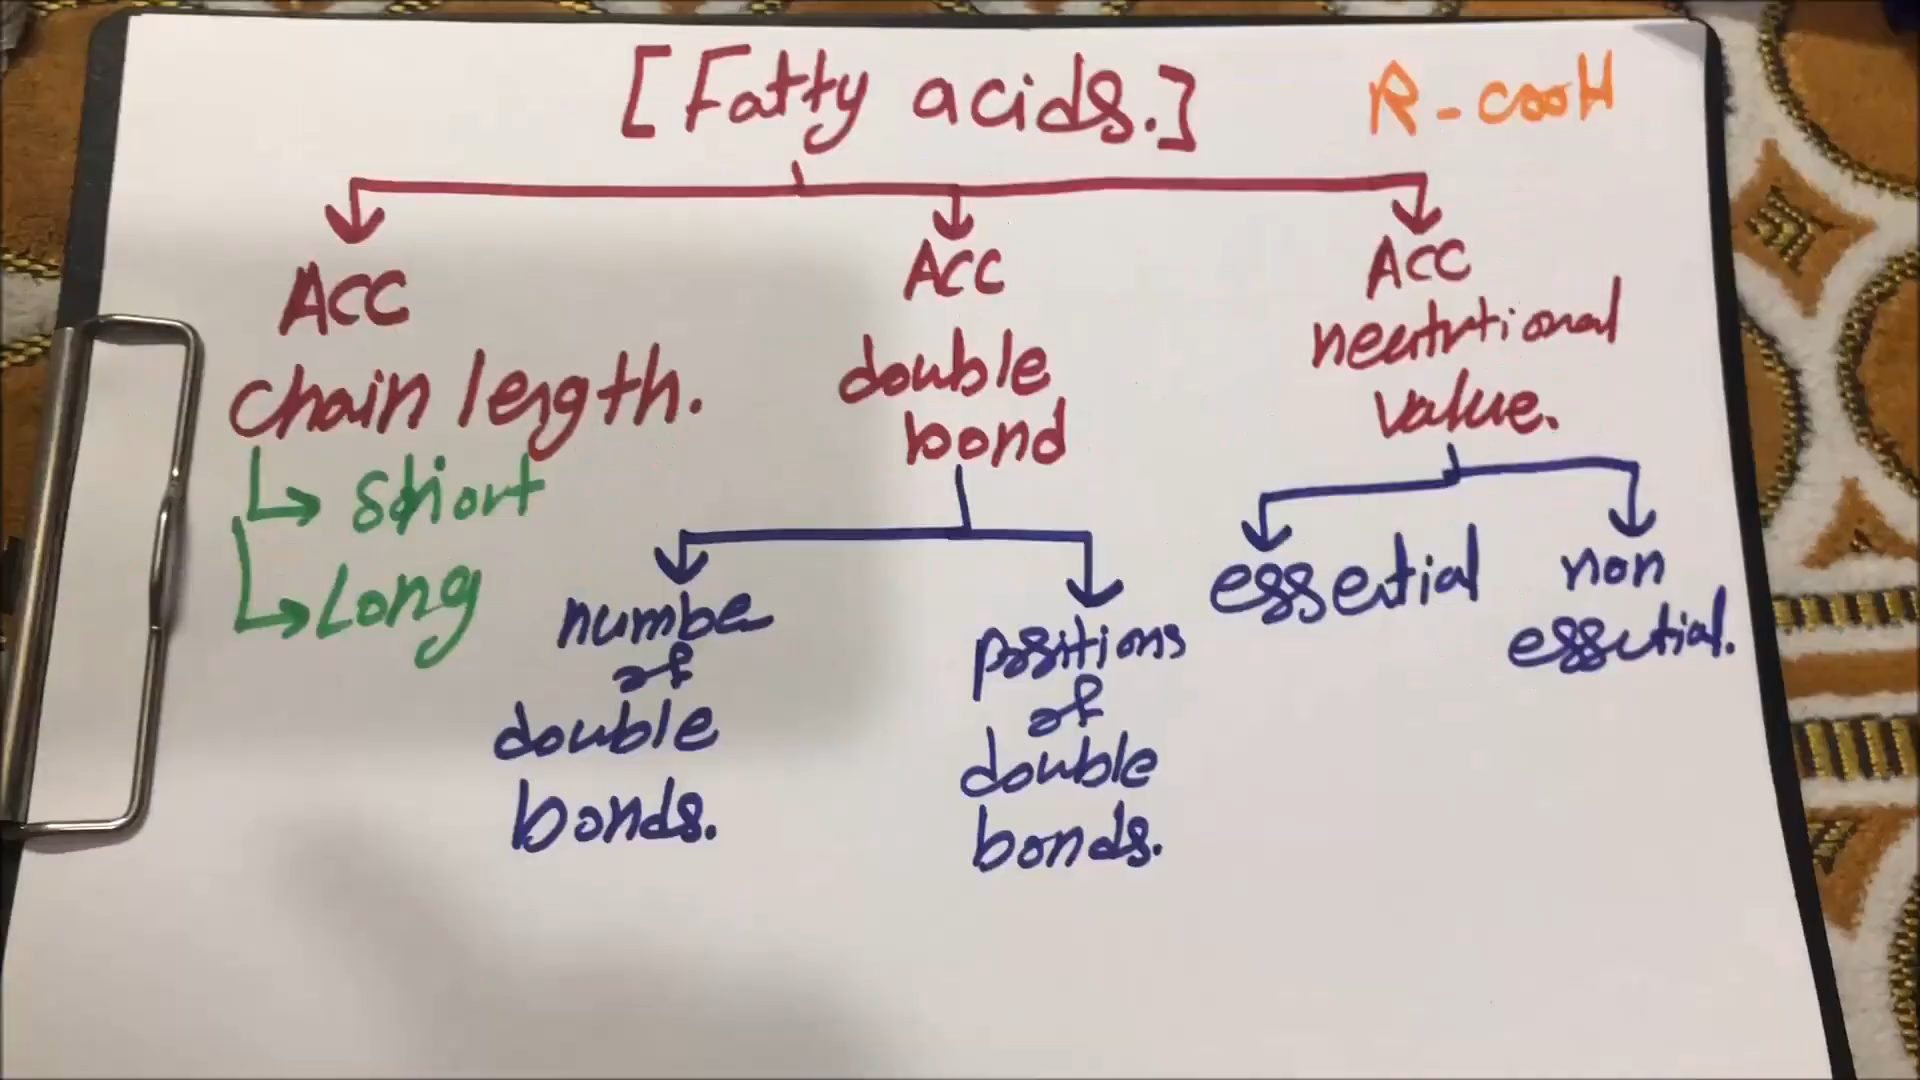 [Fatty acids.]
R-COOH
Acc
chain length.
Short
Long
Acc
double
bond
number
of
double
bonds.
positions
of
double
bonds.
Acc
neutrtional
value.
essential
non
essential.